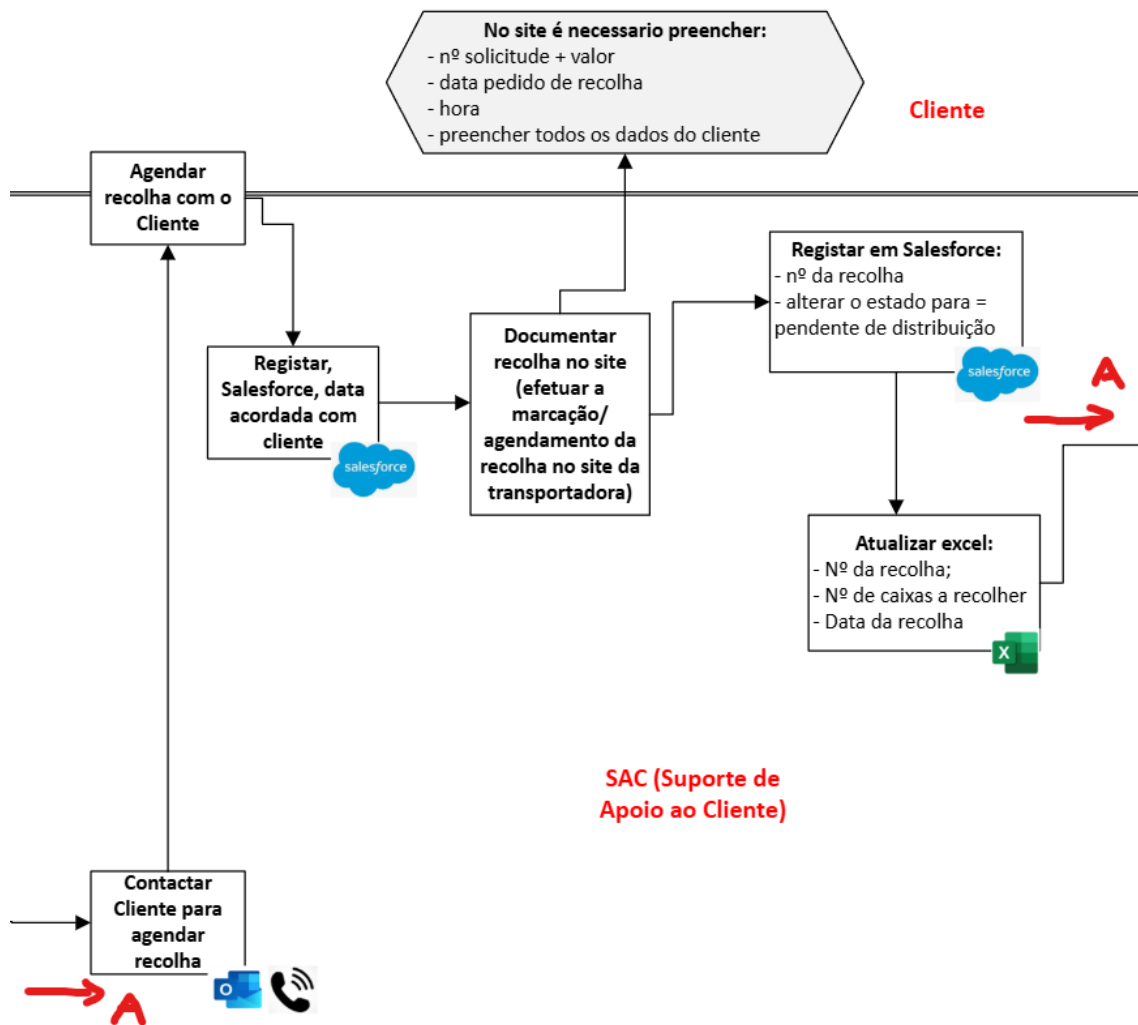 No site é necessario preencher:
- nº solicitude + valor
- data pedido de recolha
- hora
- preencher todos os dados do cliente
Cliente
Agendar
recolha com o
Cliente
Registar em Salesforce:
- nº da recolha
- alterar o estado para =
pendente de distribuição
salesforce
A
Documentar
recolha no site
(efetuar a
marcação/
agendamento da
recolha no site da
transportadora)
Registar,
Salesforce, data
acordada com
cliente
salesforce
Atualizar excel:
- Nº da recolha;
- Nº de caixas a recolher
- Data da recolha
X
SAC (Suporte de
Apoio ao Cliente)
Contactar
Cliente para
agendar
recolha
O
A